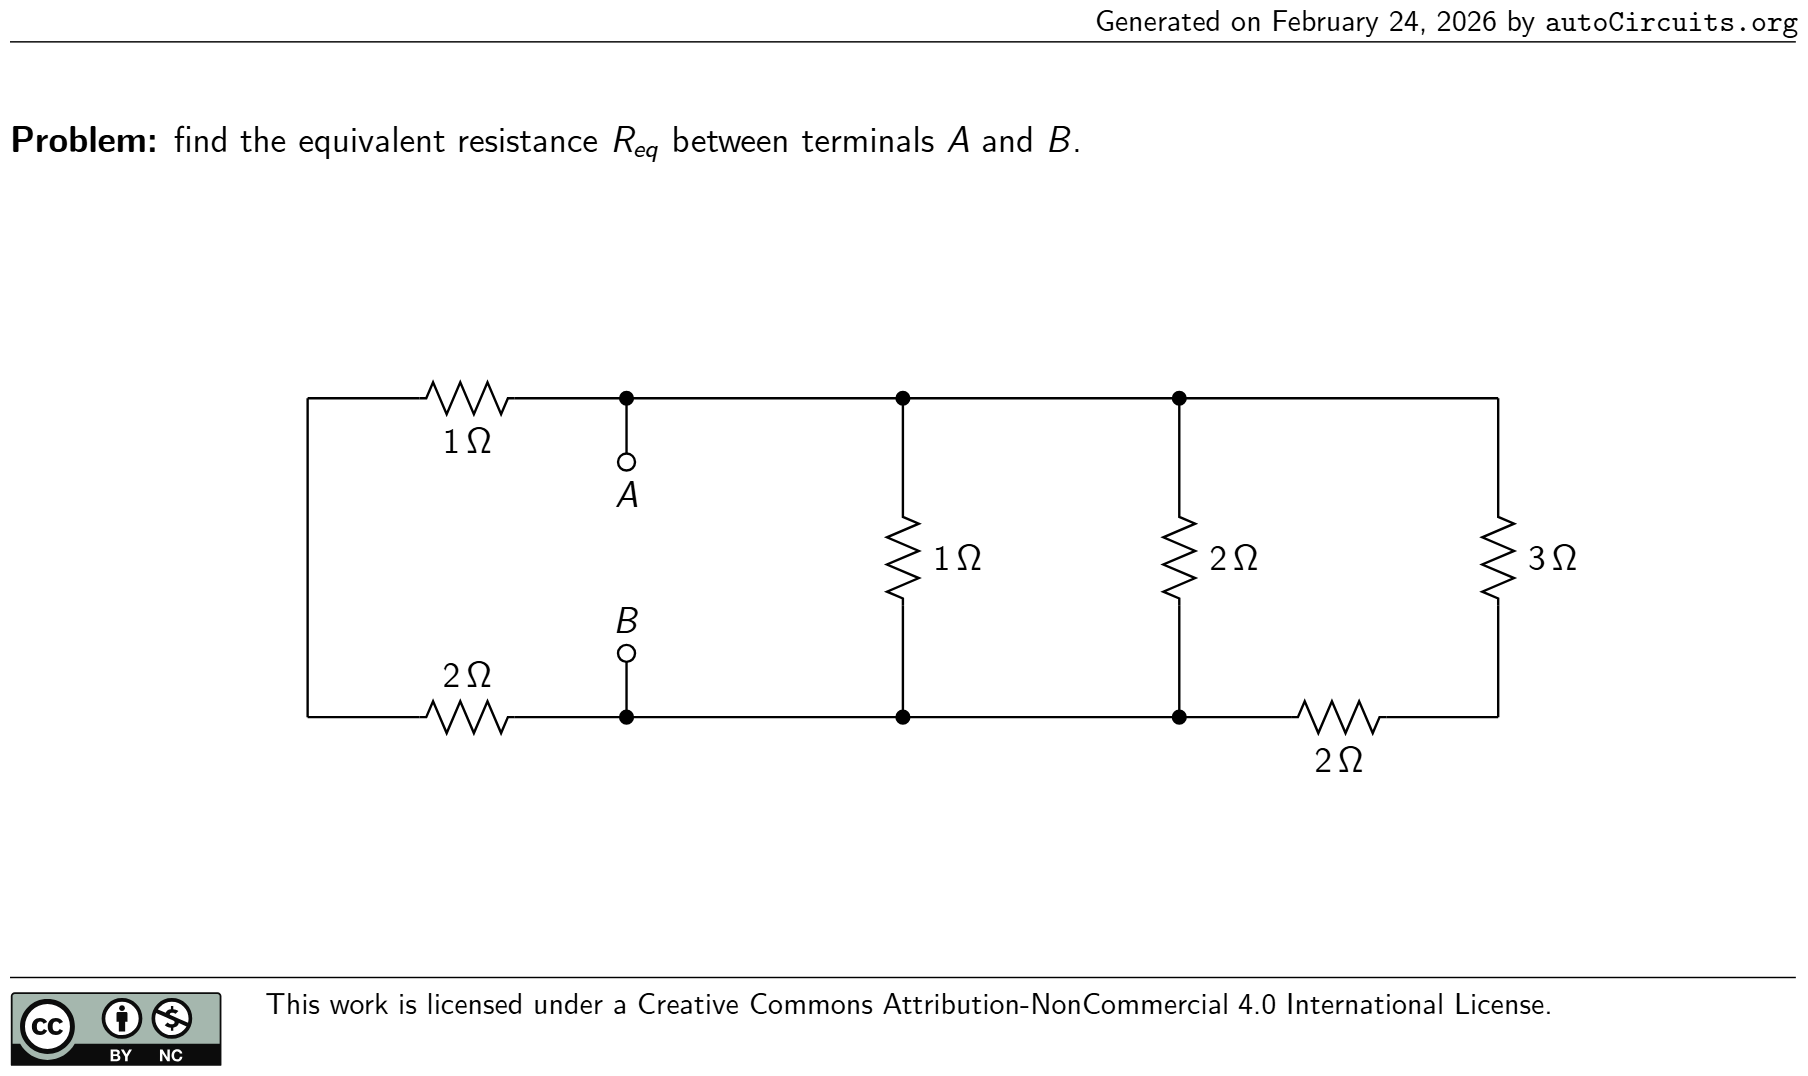 Generated on February 24, 2026 by autoCircuits.org
Problem: find the equivalent resistance Req between terminals A and B.
1 Ω
A
1 Ω
2 Ω
3 Ω
B
2 Ω
2 Ω
This work is licensed under a Creative Commons Attribution-NonCommercial 4.0 International License.
cc
BY NC